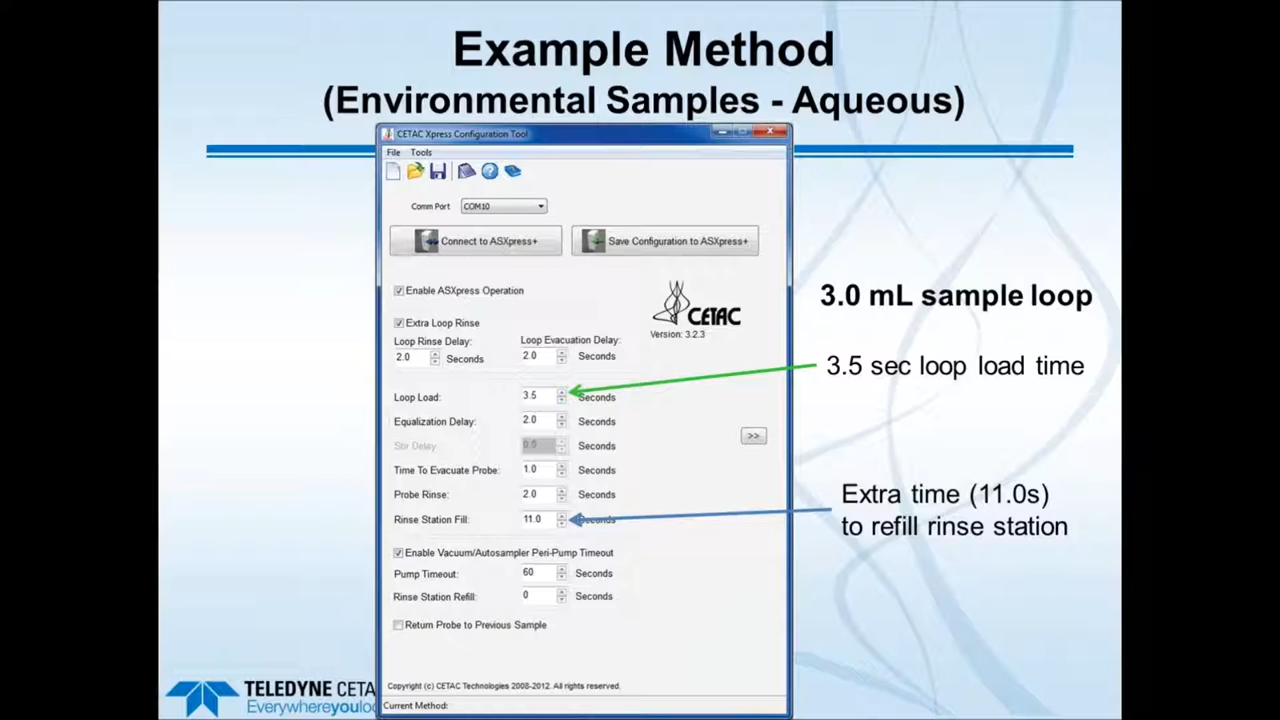 Example Method
(Environmental Samples - Aqueous)
CETAC Xpress Configuration Tool
File Tools
Comm Port COM10
Connect to ASXpress+ Save Configuration to ASXpress+
Enable ASXpress Operation
Extra Loop Rinse
CETAC
Version: 3.2.3
Loop Rinse Delay: Loop Evacuation Delay:
2.0 Seconds 2.0 Seconds
3.0 mL sample loop
3.5 sec loop load time
Loop Load: 3.5 Seconds
Equalization Delay: 2.0 Seconds
>>
Stir Delay 0.0 Seconds
Time To Evacuate Probe: 1.0 Seconds
Probe Rinse: 2.0 Seconds
Rinse Station Fill: 11.0 Seconds
Extra time (11.0s)
to refill rinse station
Enable Vacuum/Autosampler Peri-Pump Timeout
Pump Timeout: 60 Seconds
Rinse Station Refill: 0 Seconds
Return Probe to Previous Sample
Copyright (c) CETAC Technologies 2008-2012. All rights reserved.
Current Method:
TELEDYNE CETA
Everywhereyouloo